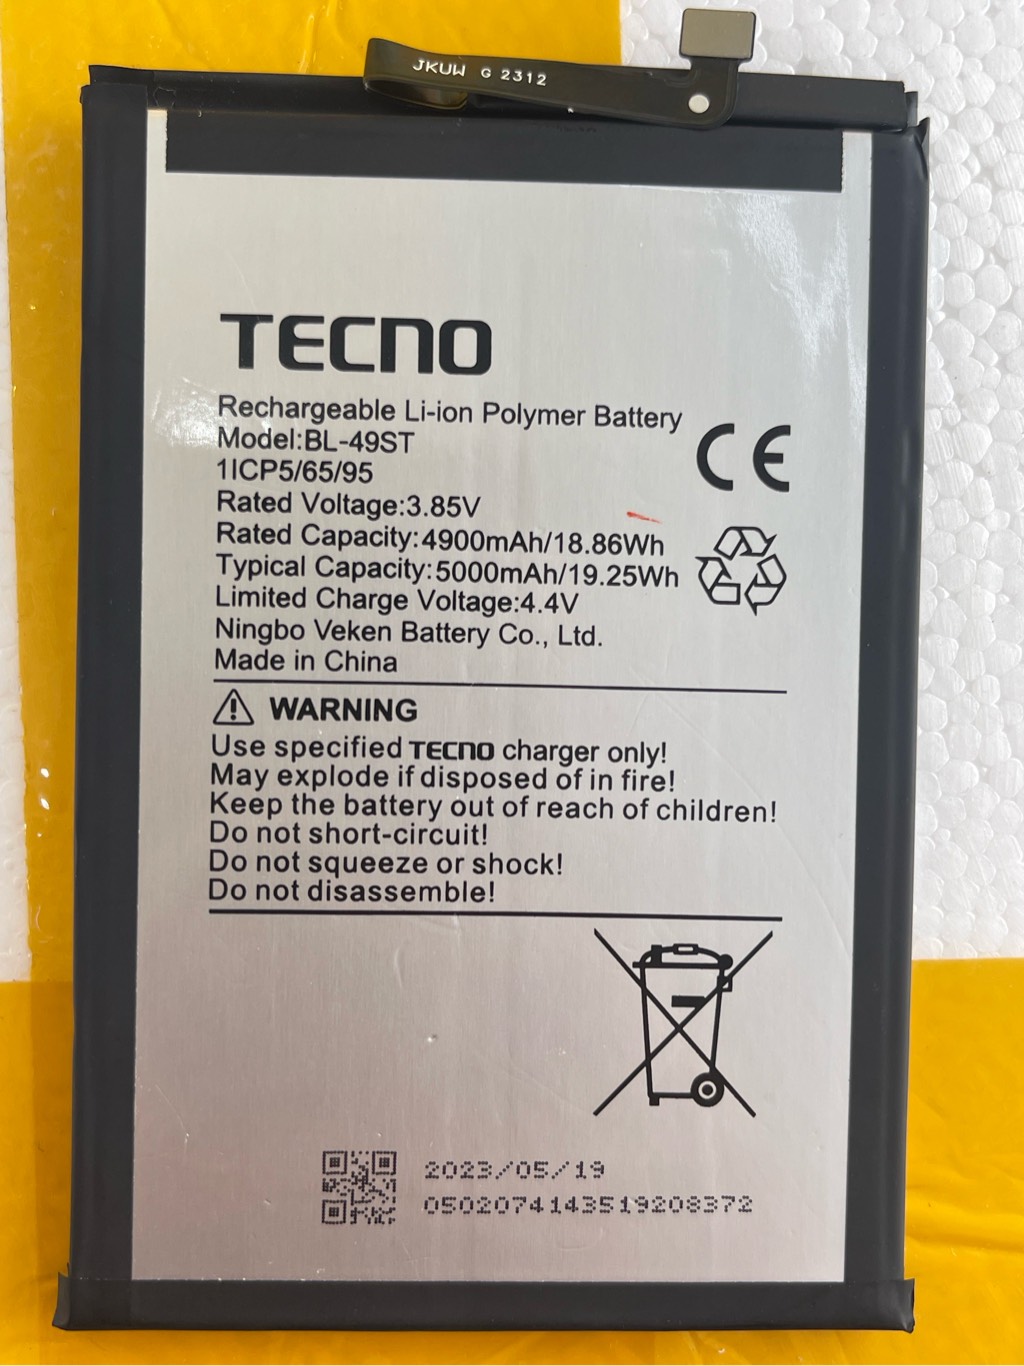 JKUW G 2312
TECNO
Rechargeable Li-ion Polymer Battery
Model:BL-49ST
1ICP5/65/95
Rated Voltage:3.85V
Rated Capacity:4900mAh/18.86Wh
Typical Capacity:5000mAh/19.25Wh
Limited Charge Voltage:4.4V
Ningbo Veken Battery Co., Ltd.
Made in China
CE
WARNING
Use specified TECNO charger only!
May explode if disposed of in fire!
Keep the battery out of reach of children!
Do not short-circuit!
Do not squeeze or shock!
Do not disassemble!
2023/05/19
0502074143519208372